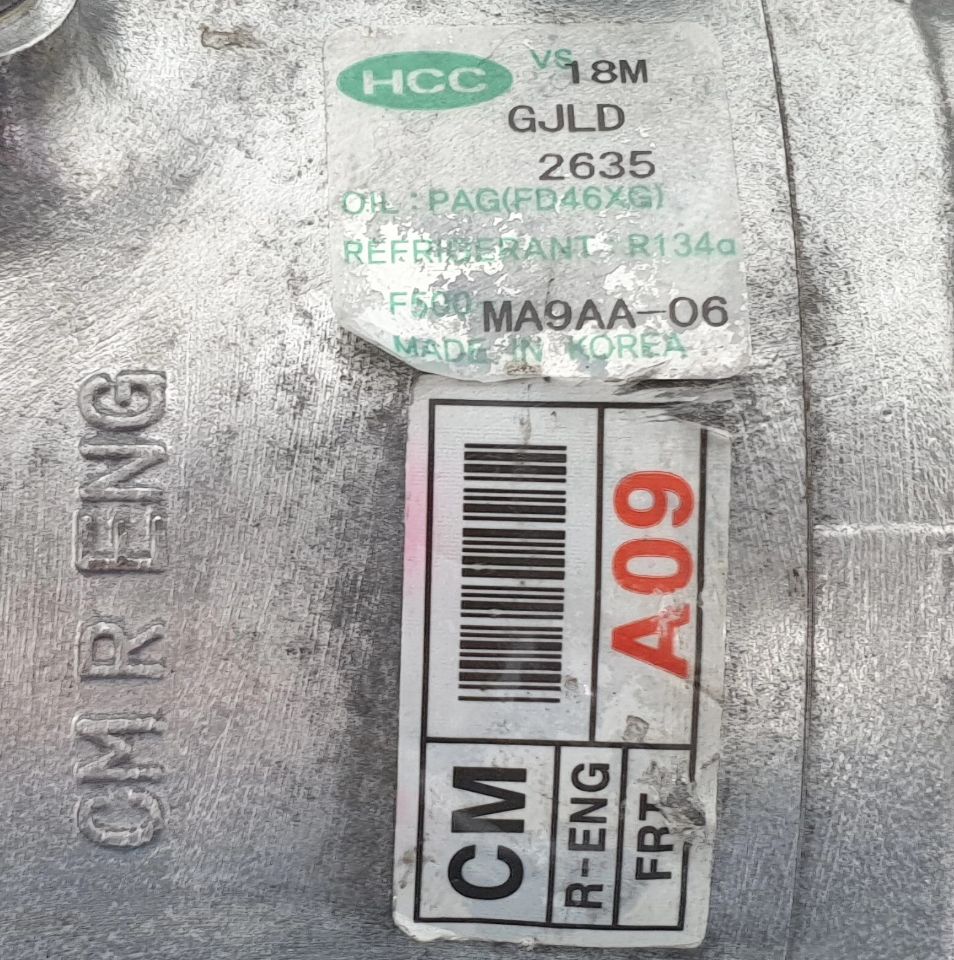 HCC VS 18M
GJLD
2635
OIL : PAG(FD46XG)
REFRIGERANT : R134a
F500 MA9AA-06
MADE IN KOREA
CM R ENG
A09
CM
R-ENG
FRT